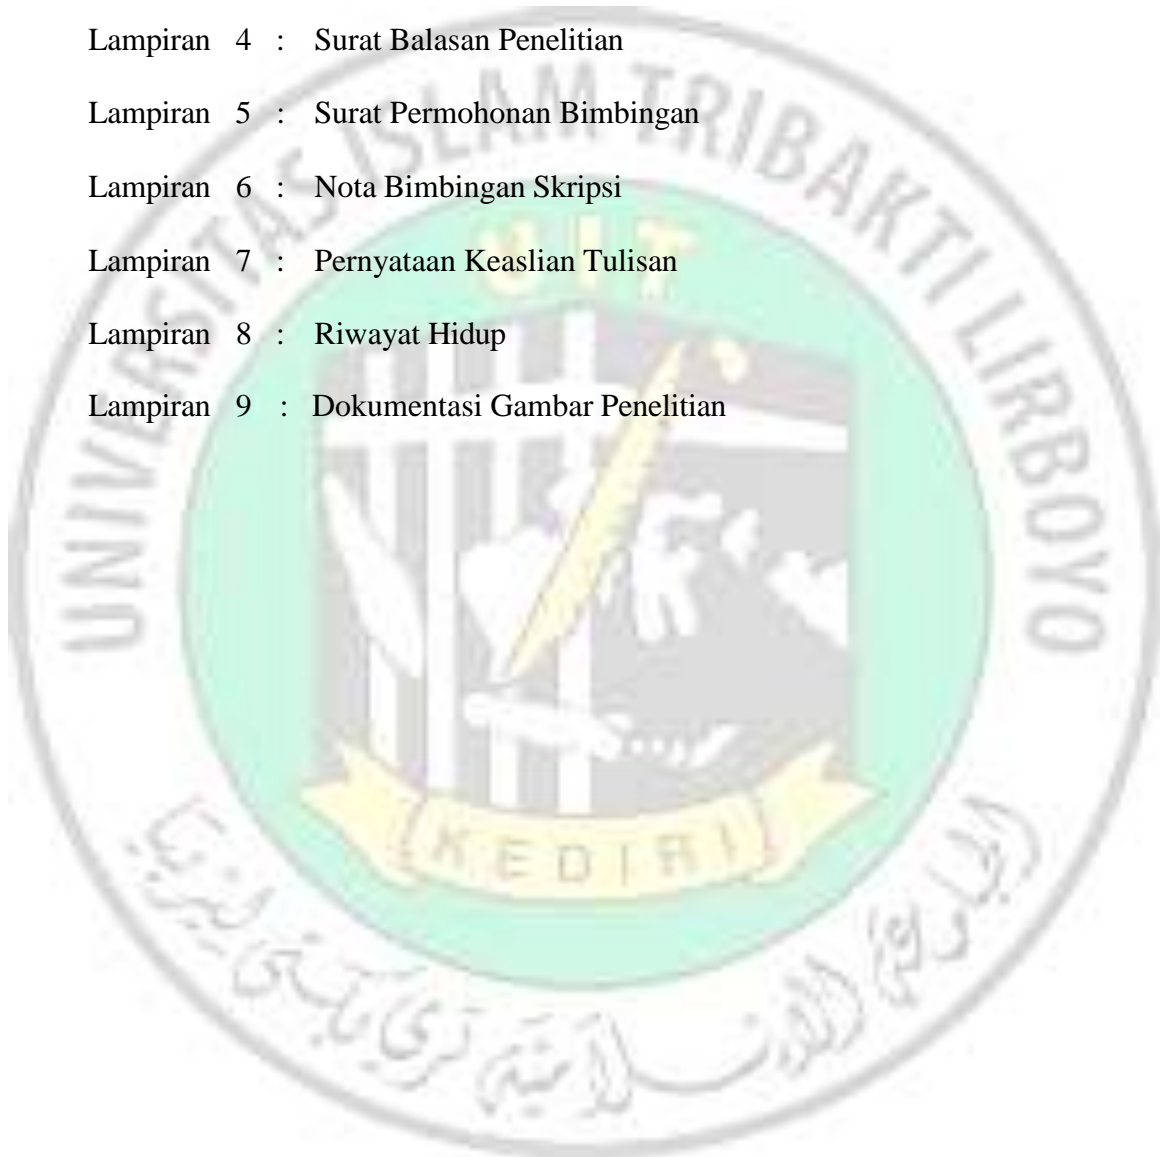 Lampiran 4 : Surat Balasan Penelitian
Lampiran 5 : Surat Permohonan Bimbingan
Lampiran 6 : Nota Bimbingan Skripsi
Lampiran 7 : Pernyataan Keaslian Tulisan
Lampiran 8 : Riwayat Hidup
Lampiran 9 : Dokumentasi Gambar Penelitian
UNIVERSITAS ISLAM TRIBAKTI LIRBOYO
UIT
KEDIRI